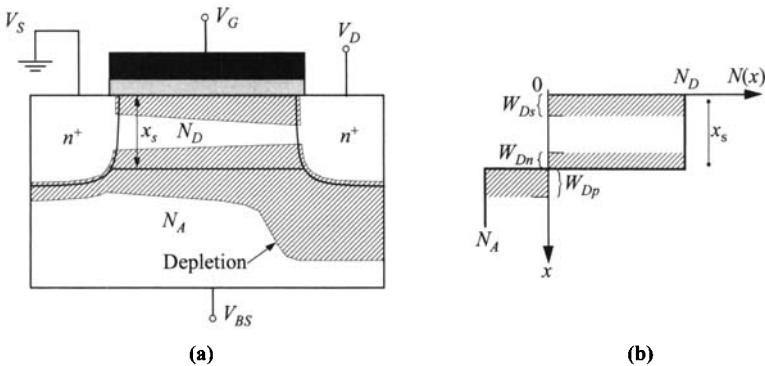 V_S
V_G
V_D
n⁺
x_s
N_D
n⁺
N_A
Depletion
V_BS
(a)
0
N_D
N(x)
W_Ds
x_s
W_Dn
W_Dp
N_A
x
(b)